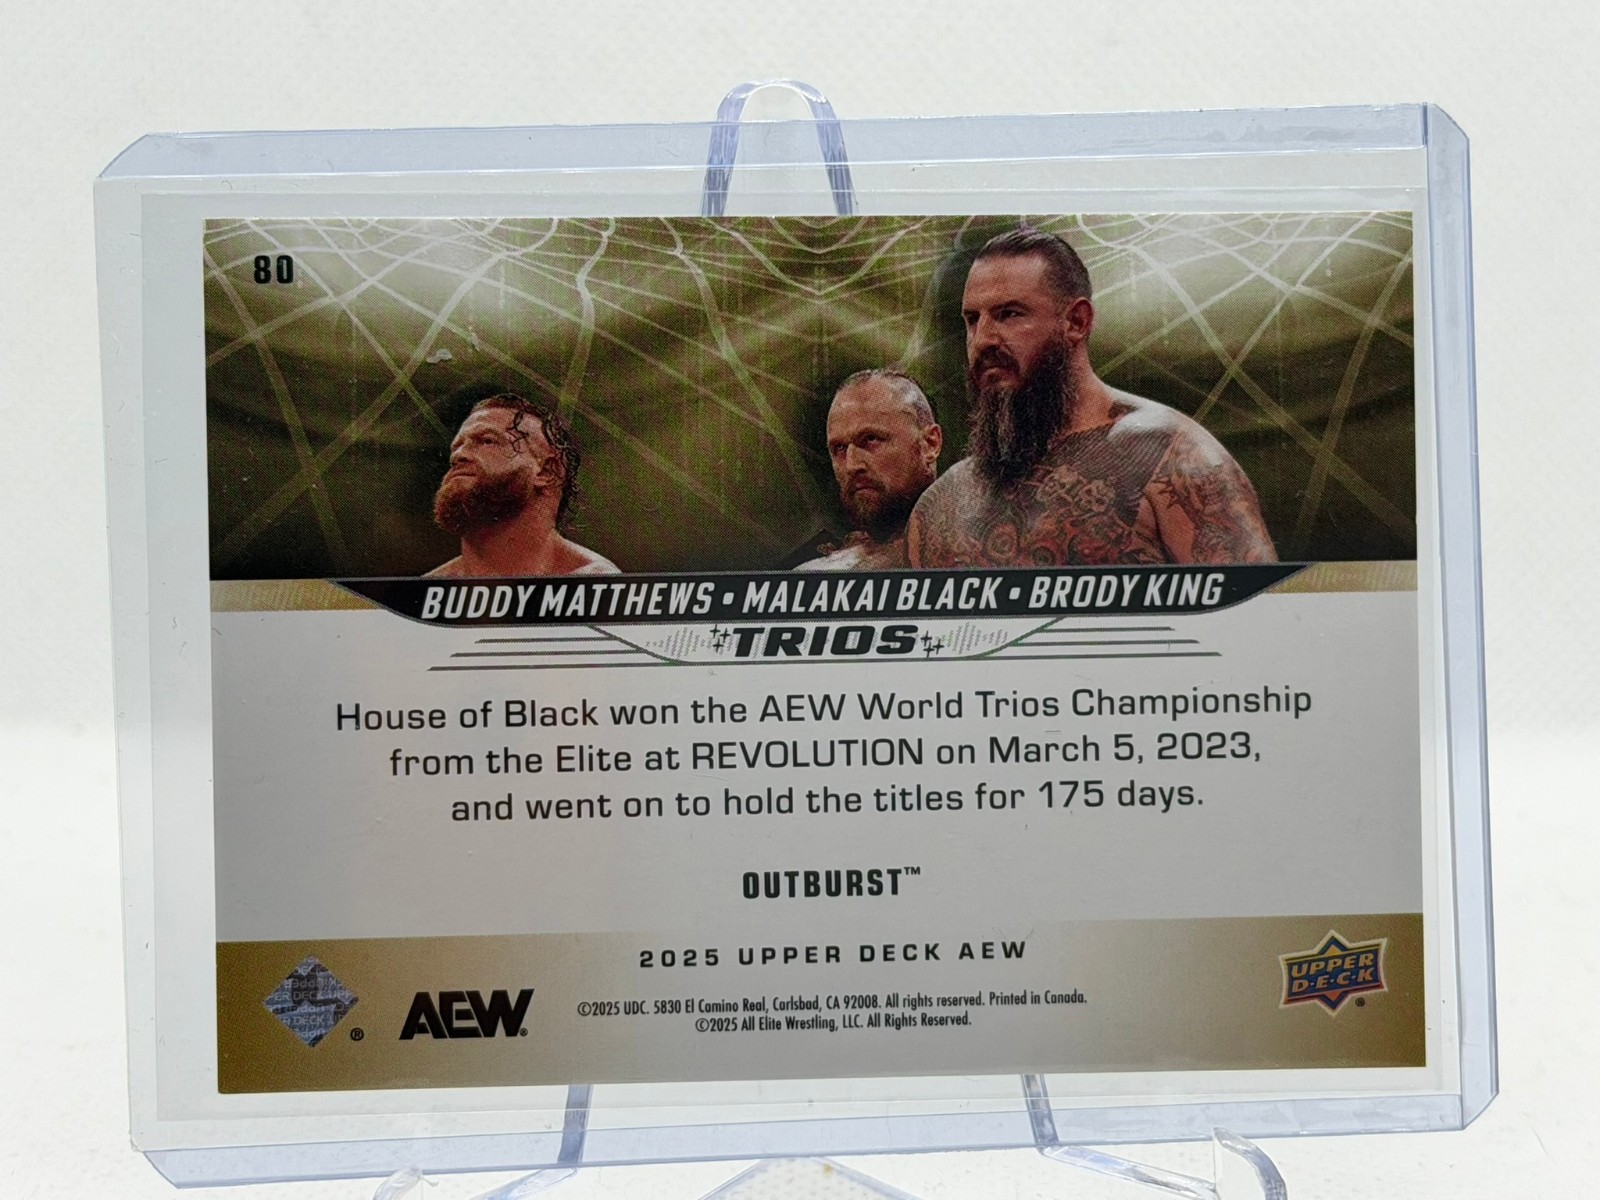 80
BUDDY MATTHEWS • MALAKAI BLACK • BRODY KING
TRIOS
House of Black won the AEW World Trios Championship
from the Elite at REVOLUTION on March 5, 2023,
and went on to hold the titles for 175 days.
OUTBURST™
2025 UPPER DECK AEW
©2025 UDC. 5830 El Camino Real, Carlsbad, CA 92008. All rights reserved. Printed in Canada.
©2025 All Elite Wrestling, LLC. All Rights Reserved.
®
AEW®
UPPER
D·E·C·K
®